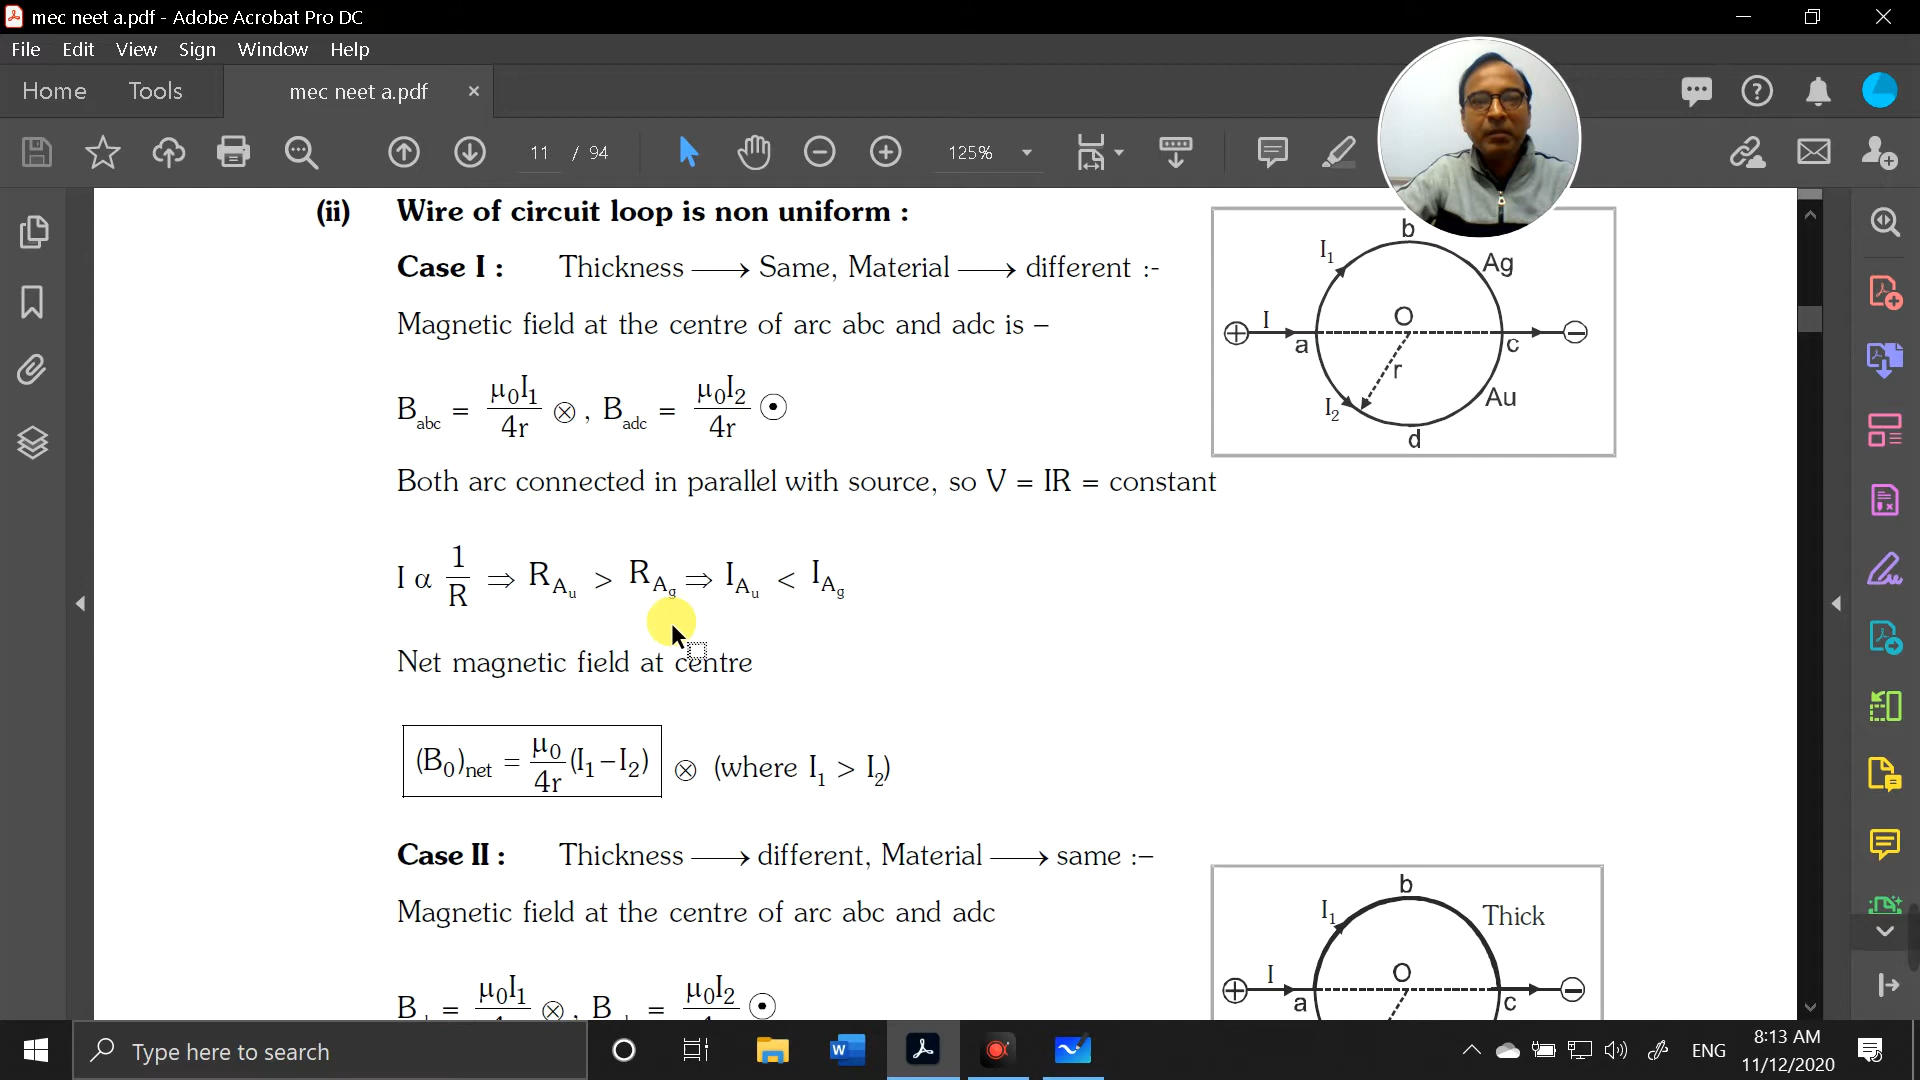 mec neet a.pdf - Adobe Acrobat Pro DC
File Edit View Sign Window Help
Home Tools mec neet a.pdf ×
11 / 94 125%
(ii) Wire of circuit loop is non uniform :
Case I : Thickness ⟶ Same, Material ⟶ different :-
Magnetic field at the centre of arc abc and adc is –
B_abc = μ₀I₁/4r ⊗, B_adc = μ₀I₂/4r ⊙
Both arc connected in parallel with source, so V = IR = constant
I α 1/R ⇒ R_Au > R_Ag ⇒ I_Au < I_Ag
Net magnetic field at centre
(B₀)net = μ₀/4r (I₁−I₂) ⊗ (where I₁ > I₂)
Case II : Thickness ⟶ different, Material ⟶ same :–
Magnetic field at the centre of arc abc and adc
b
I₁
Ag
O
⊕ I a c ⊖
r
I₂
Au
d
b
I₁
Thick
O
⊕ I a c ⊖
Type here to search
ENG
8:13 AM
11/12/2020